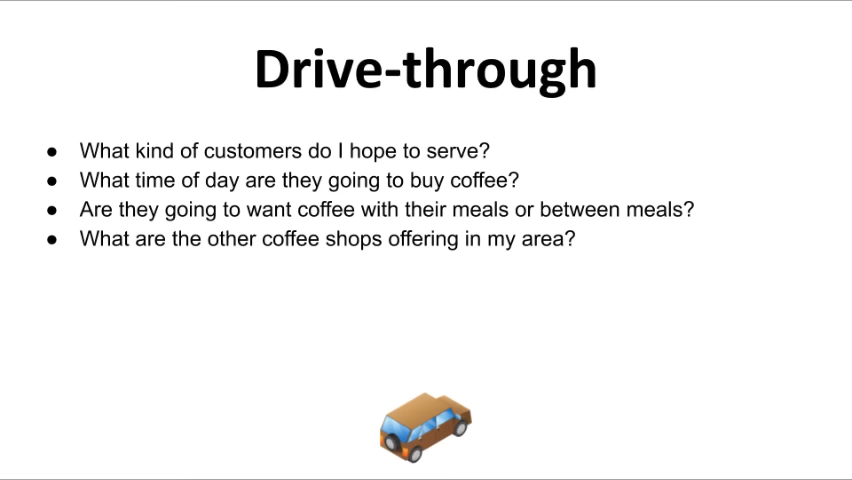 Drive-through
● What kind of customers do I hope to serve?
● What time of day are they going to buy coffee?
● Are they going to want coffee with their meals or between meals?
● What are the other coffee shops offering in my area?